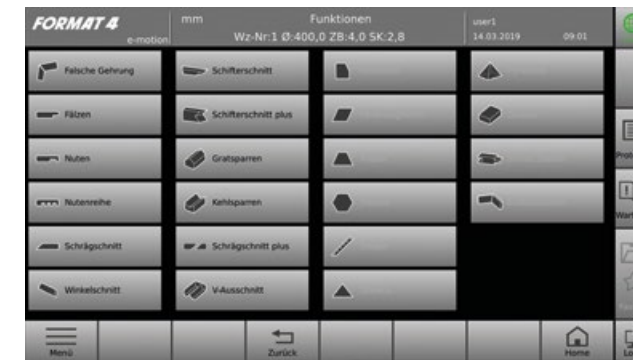 FORMAT 4
e-motion
mm
Funktionen
Wz-Nr:1 Ø:400,0 ZB:4,0 SK:2,8
user1
14.03.2019 09:01
Falsche Gehrung
Schifterschnitt
Fälzen
Schifterschnitt plus
Nuten
Gratsparren
Nutenreihe
Kehlsparren
Schrägschnitt
Schrägschnitt plus
Winkelschnitt
V-Ausschnitt
Menü
Zurück
Home